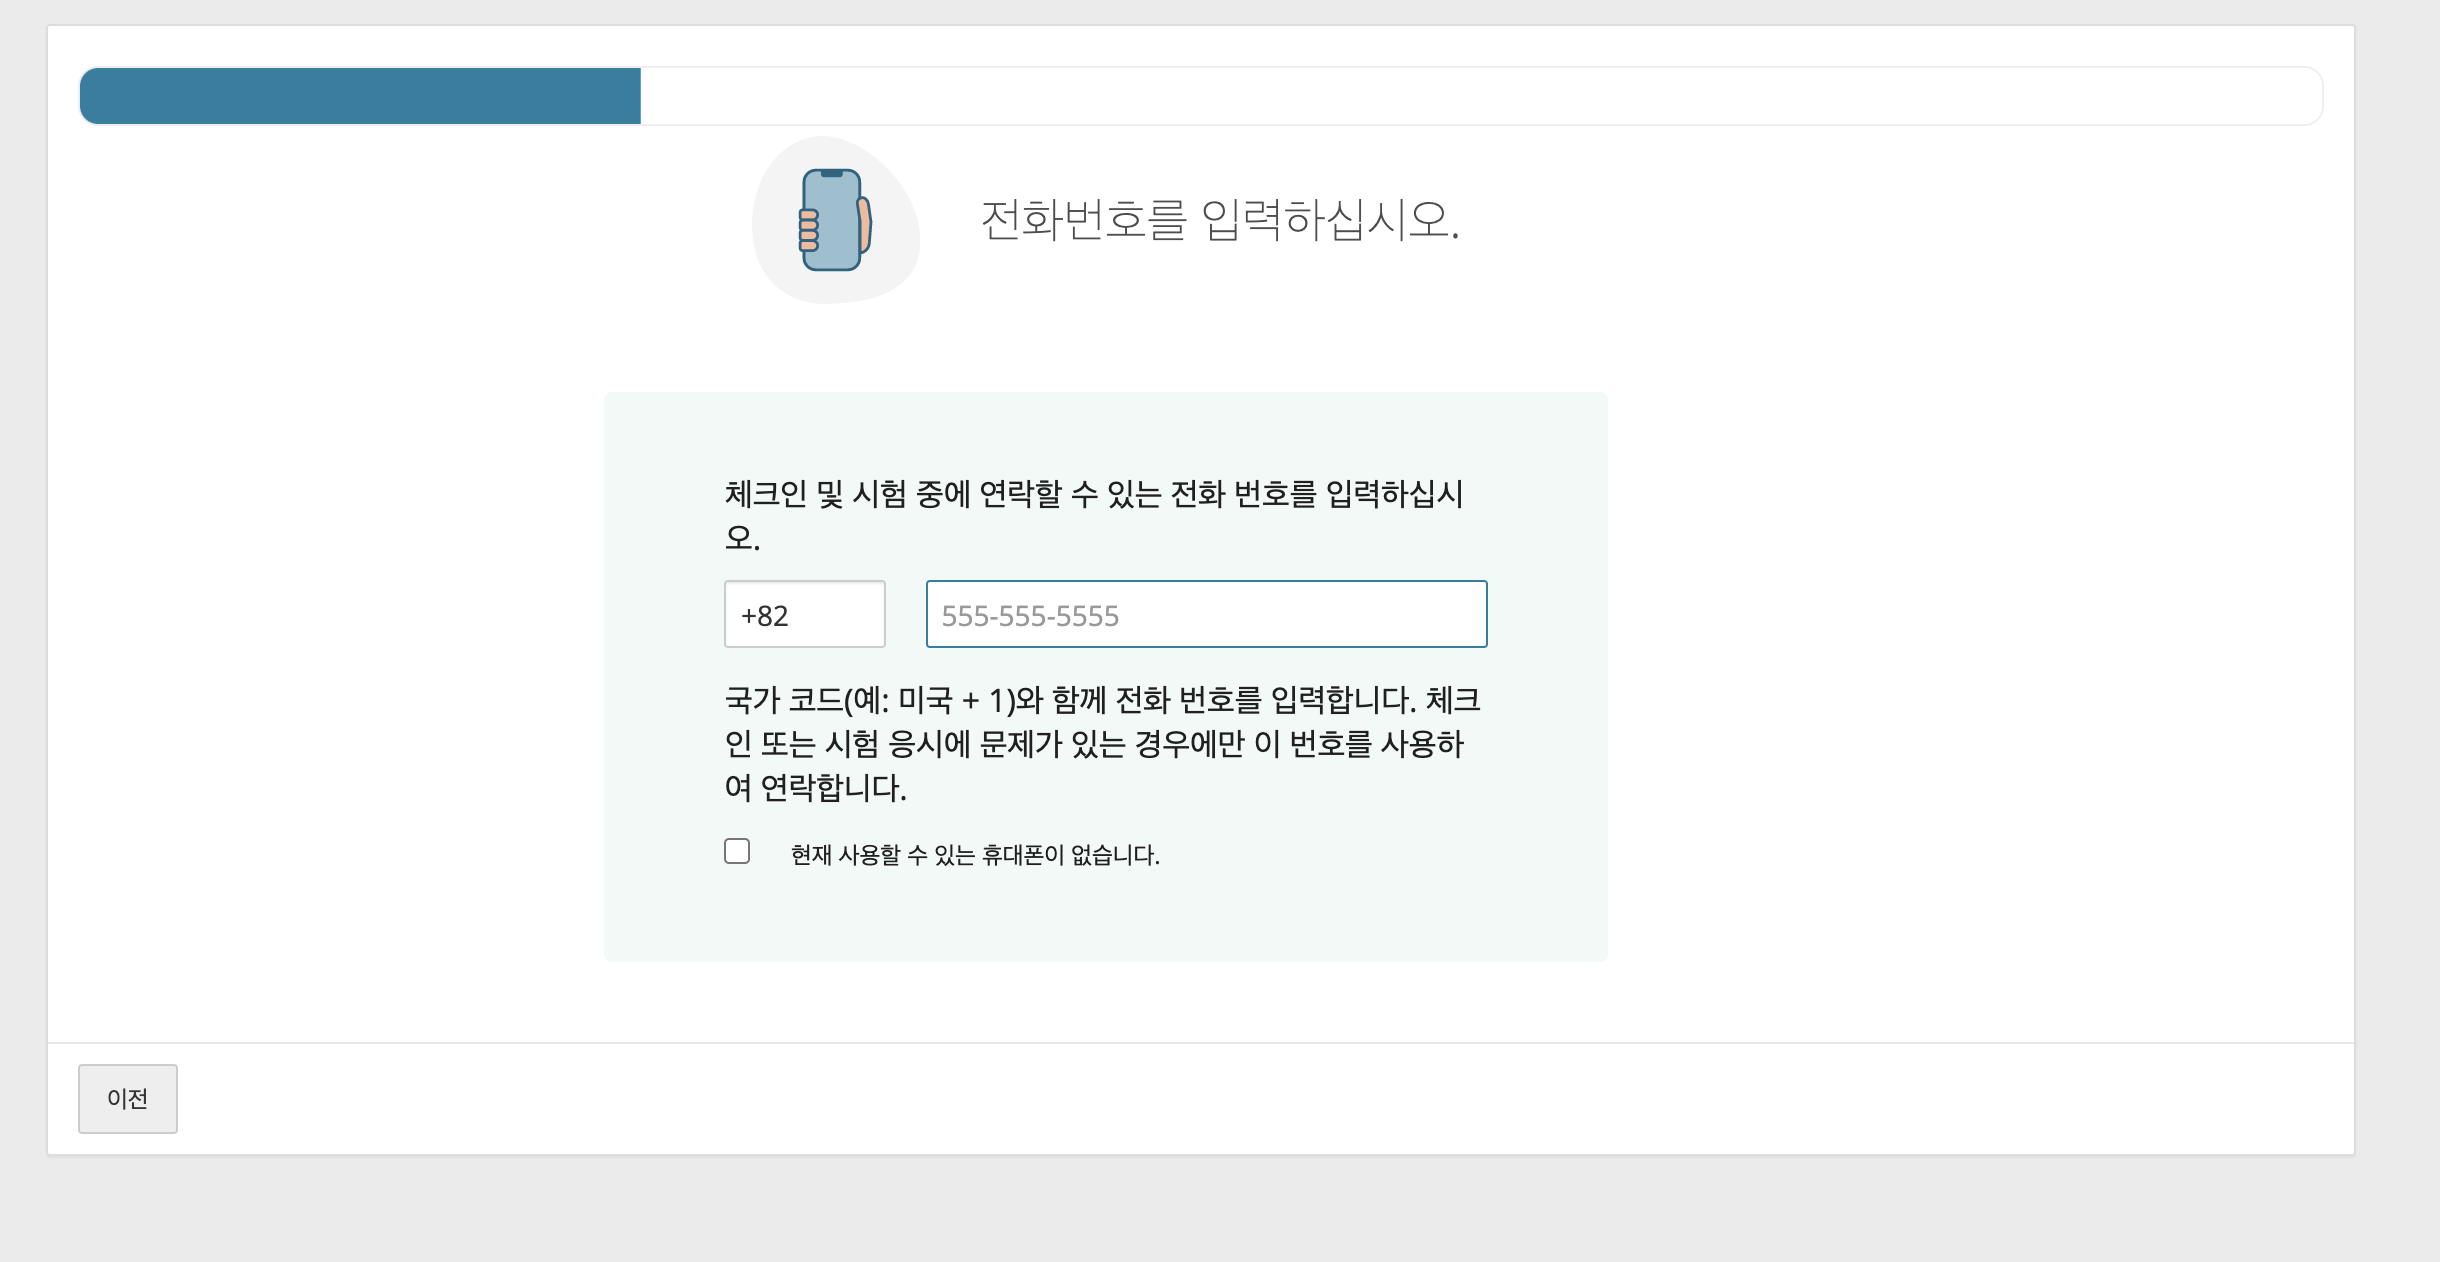 전화번호를 입력하십시오.
체크인 및 시험 중에 연락할 수 있는 전화 번호를 입력하십시
오.
+82 555-555-5555
국가 코드(예: 미국 + 1)와 함께 전화 번호를 입력합니다. 체크
인 또는 시험 응시에 문제가 있는 경우에만 이 번호를 사용하
여 연락합니다.
현재 사용할 수 있는 휴대폰이 없습니다.
이전